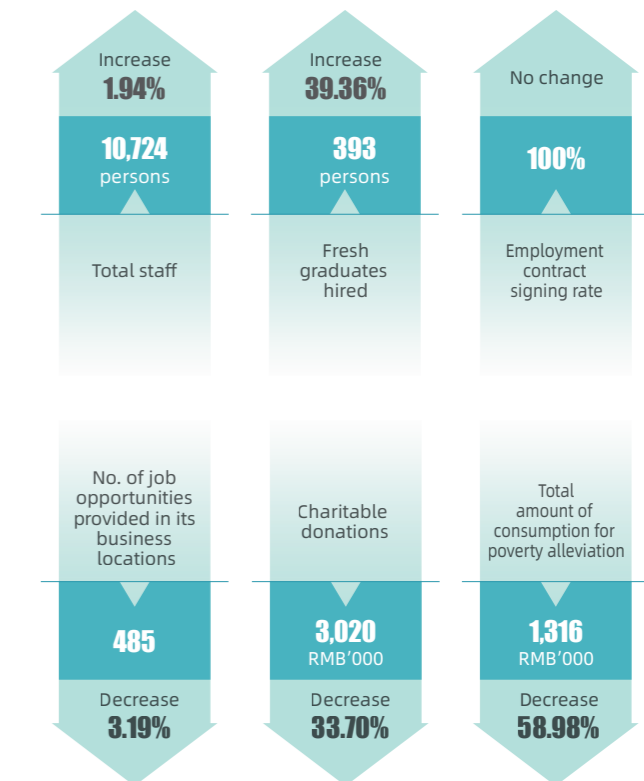 Increase
1.94%
10,724
persons
Total staff
Increase
39.36%
393
persons
Fresh
graduates
hired
No change
100%
Employment
contract
signing rate
No. of job
opportunities
provided in its
business
locations
485
Decrease
3.19%
Charitable
donations
3,020
RMB'000
Decrease
33.70%
Total
amount of
consumption for
poverty alleviation
1,316
RMB'000
Decrease
58.98%